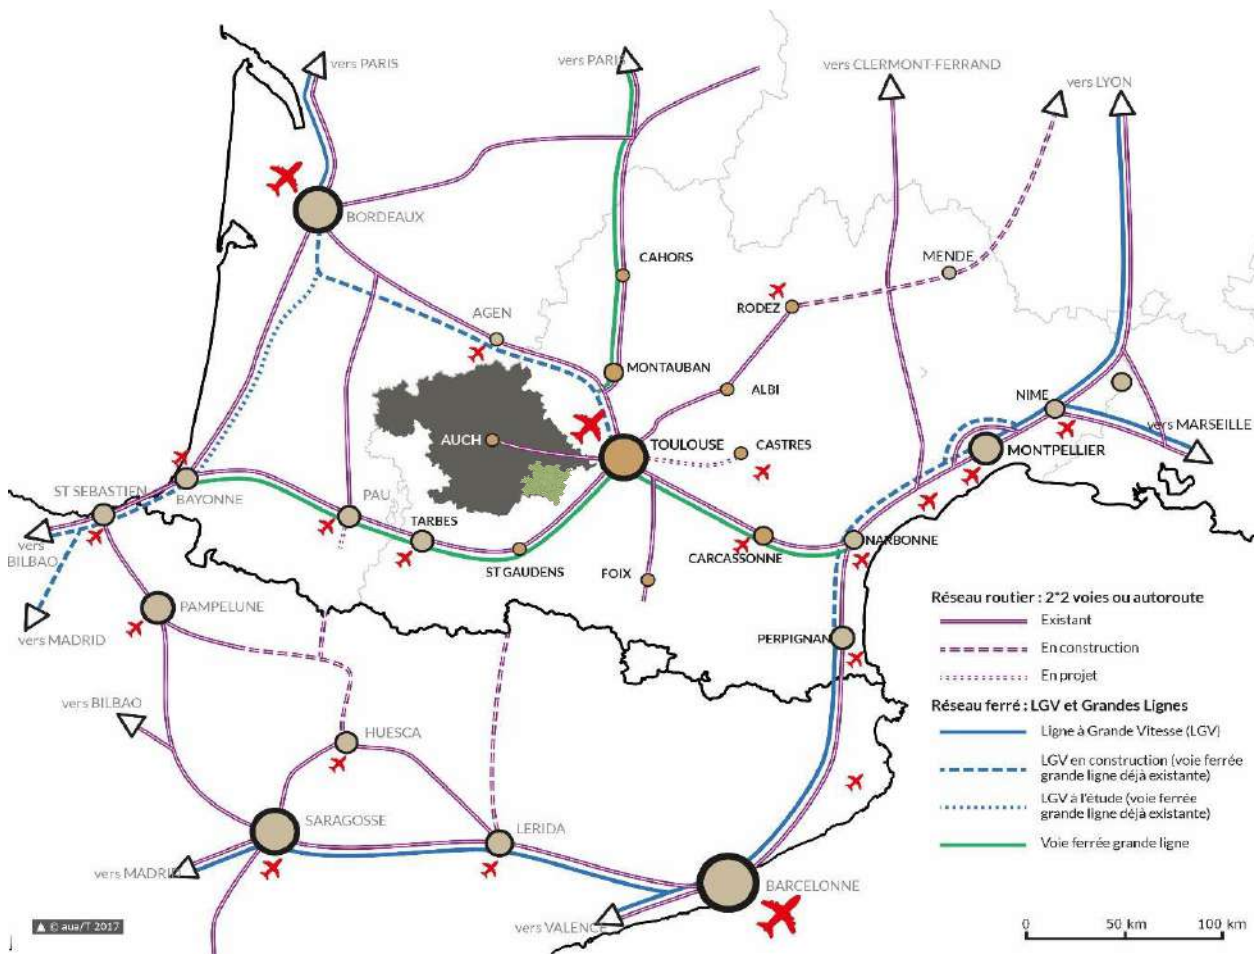 vers PARIS
vers PARIS
vers CLERMONT-FERRAND
vers LYON
BORDEAUX
CAHORS
MENDE
RODEZ
AGEN
MONTAUBAN
ALBI
NIME
AUCH
TOULOUSE
CASTRES
MONTPELLIER
vers MARSEILLE
ST SEBASTIEN
BAYONNE
PAU
TARBES
ST GAUDENS
FOIX
CARCASSONNE
NARBONNE
vers
BILBAO
vers MADRID
PAMPELUNE
PERPIGNAN
vers BILBAO
HUESCA
SARAGOSSE
LERIDA
vers MADRID
BARCELONNE
vers VALENCE
Réseau routier : 2*2 voies ou autoroute
Existant
En construction
En projet
Réseau ferré : LGV et Grandes Lignes
Ligne à Grande Vitesse (LGV)
LGV en construction (voie ferrée
grande ligne déjà existante)
LGV à l'étude (voie ferrée
grande ligne déjà existante)
Voie ferrée grande ligne
0 50 km 100 km
© aua/T 2017